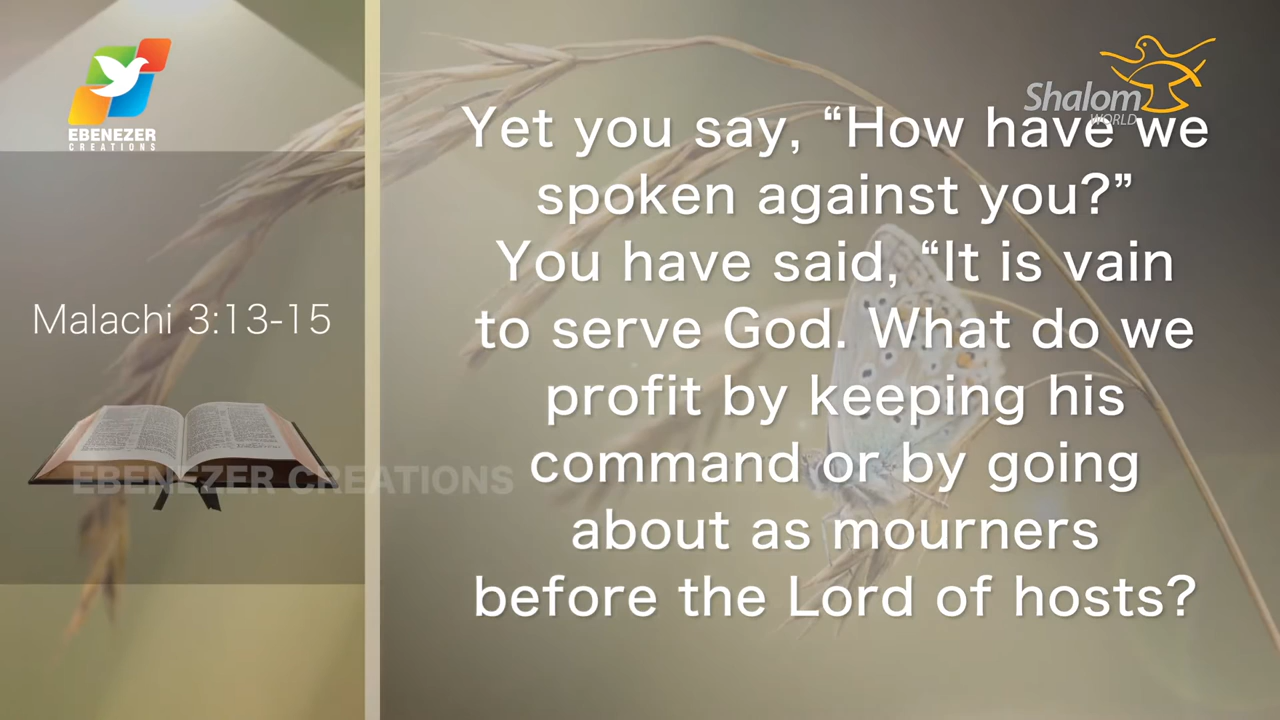 EBENEZER
CREATIONS
Shalom
WORLD
Malachi 3:13-15
EBENEZER CREATIONS
Yet you say, “How have we
spoken against you?”
You have said, “It is vain
to serve God. What do we
profit by keeping his
command or by going
about as mourners
before the Lord of hosts?